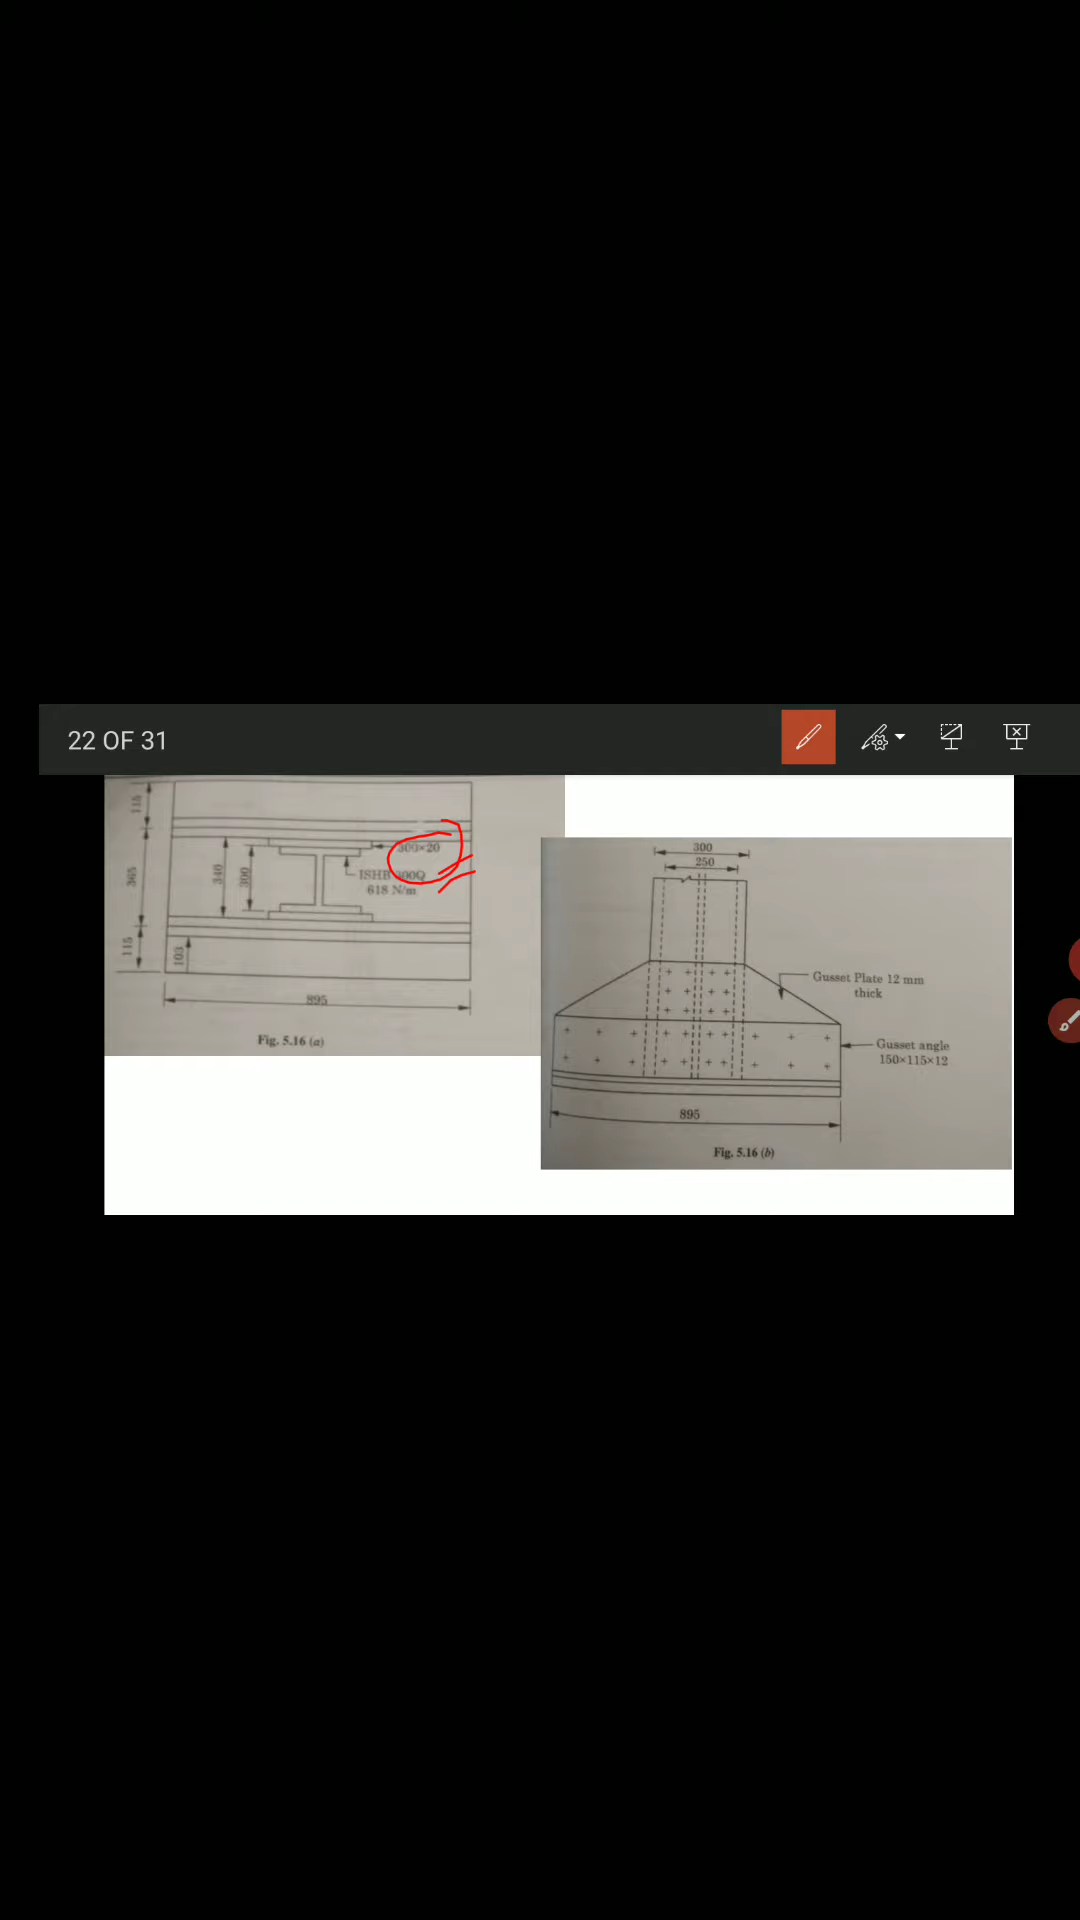 22 OF 31
115
365
115
340
300
103
300×20
ISHB 300@
618 N/m
895
Fig. 5.16 (a)
300
250
Gusset Plate 12 mm
thick
Gusset angle
150×115×12
895
Fig. 5.16 (b)